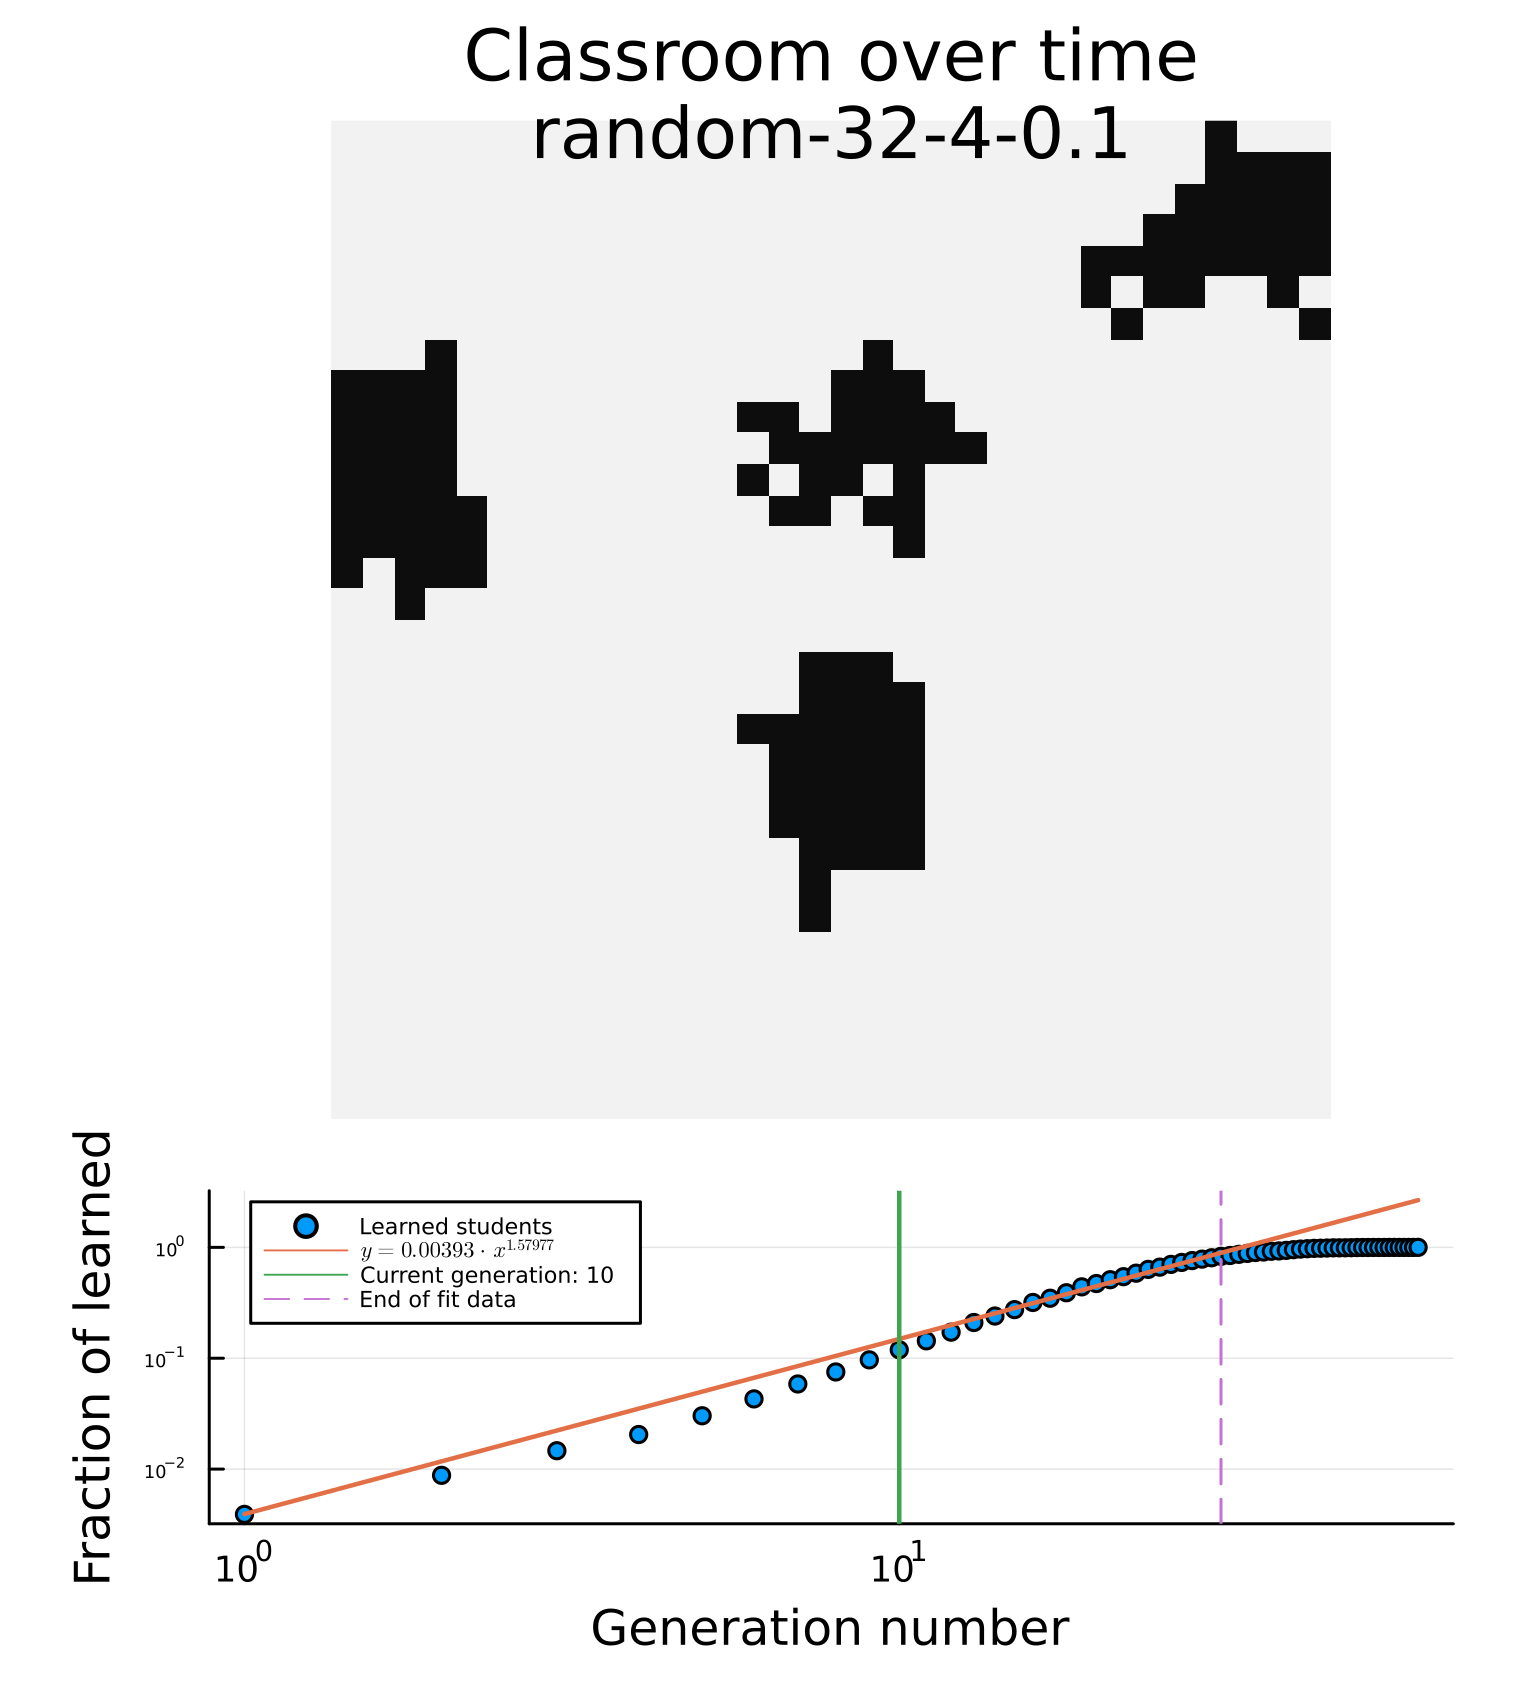 Classroom over time
random-32-4-0.1
Fraction of learned
Learned students
y = 0.00393 · x^1.57977
Current generation: 10
End of fit data
10^0
10^-1
10^-2
10^0
10^1
Generation number